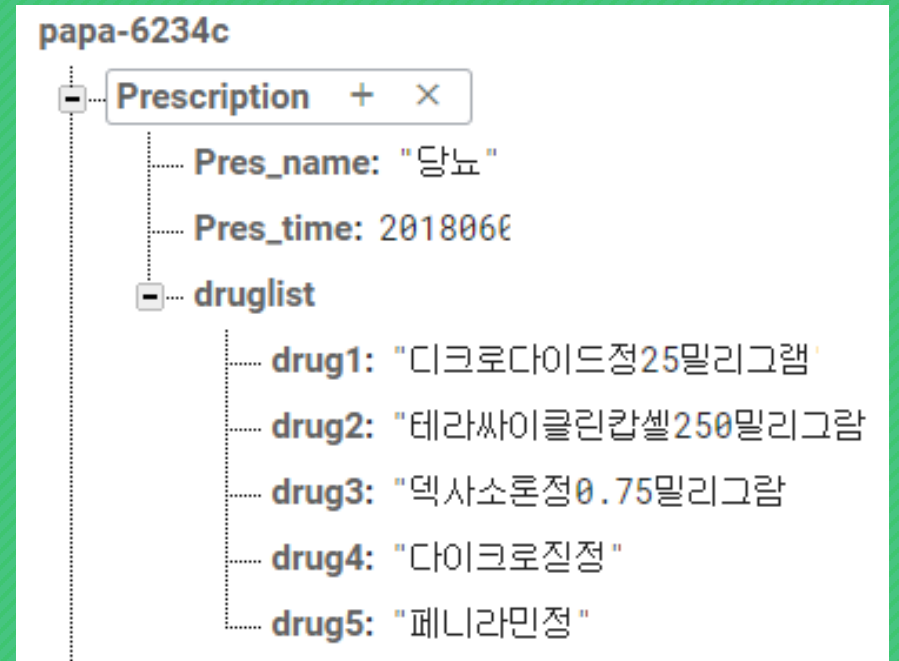 papa-6234c
Prescription + ×
Pres_name: "당뇨"
Pres_time: 2018060
druglist
drug1: "디크로다이드정25밀리그램"
drug2: "테라싸이클린캅셀250밀리그람
drug3: "덱사소론정0.75밀리그람
drug4: "다이크로짇정"
drug5: "페니라민정"